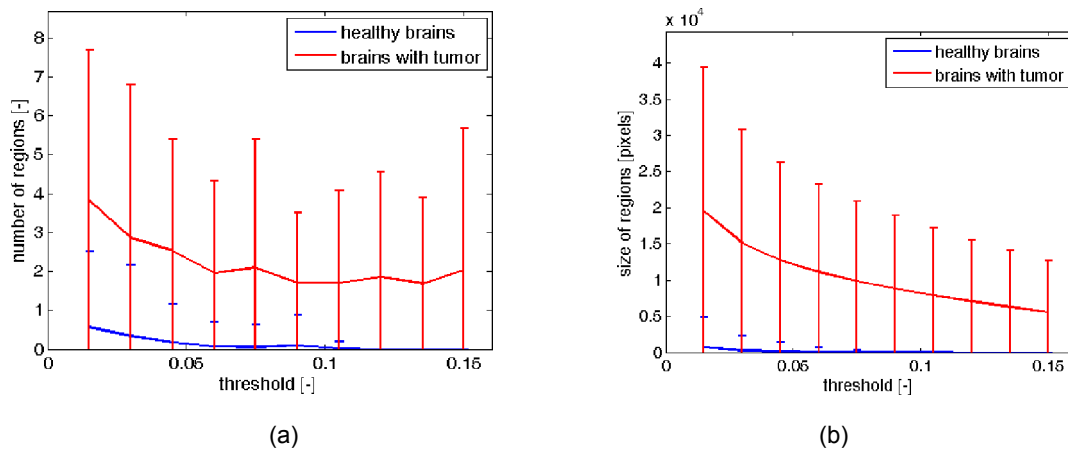 8
7
6
5
4
3
2
1
0
0
0.05
0.1
0.15
number of regions [-]
threshold [-]
healthy brains
brains with tumor
(a)
x 10^4
4
3.5
3
2.5
2
1.5
1
0.5
0
0
0.05
0.1
0.15
size of regions [pixels]
threshold [-]
healthy brains
brains with tumor
(b)